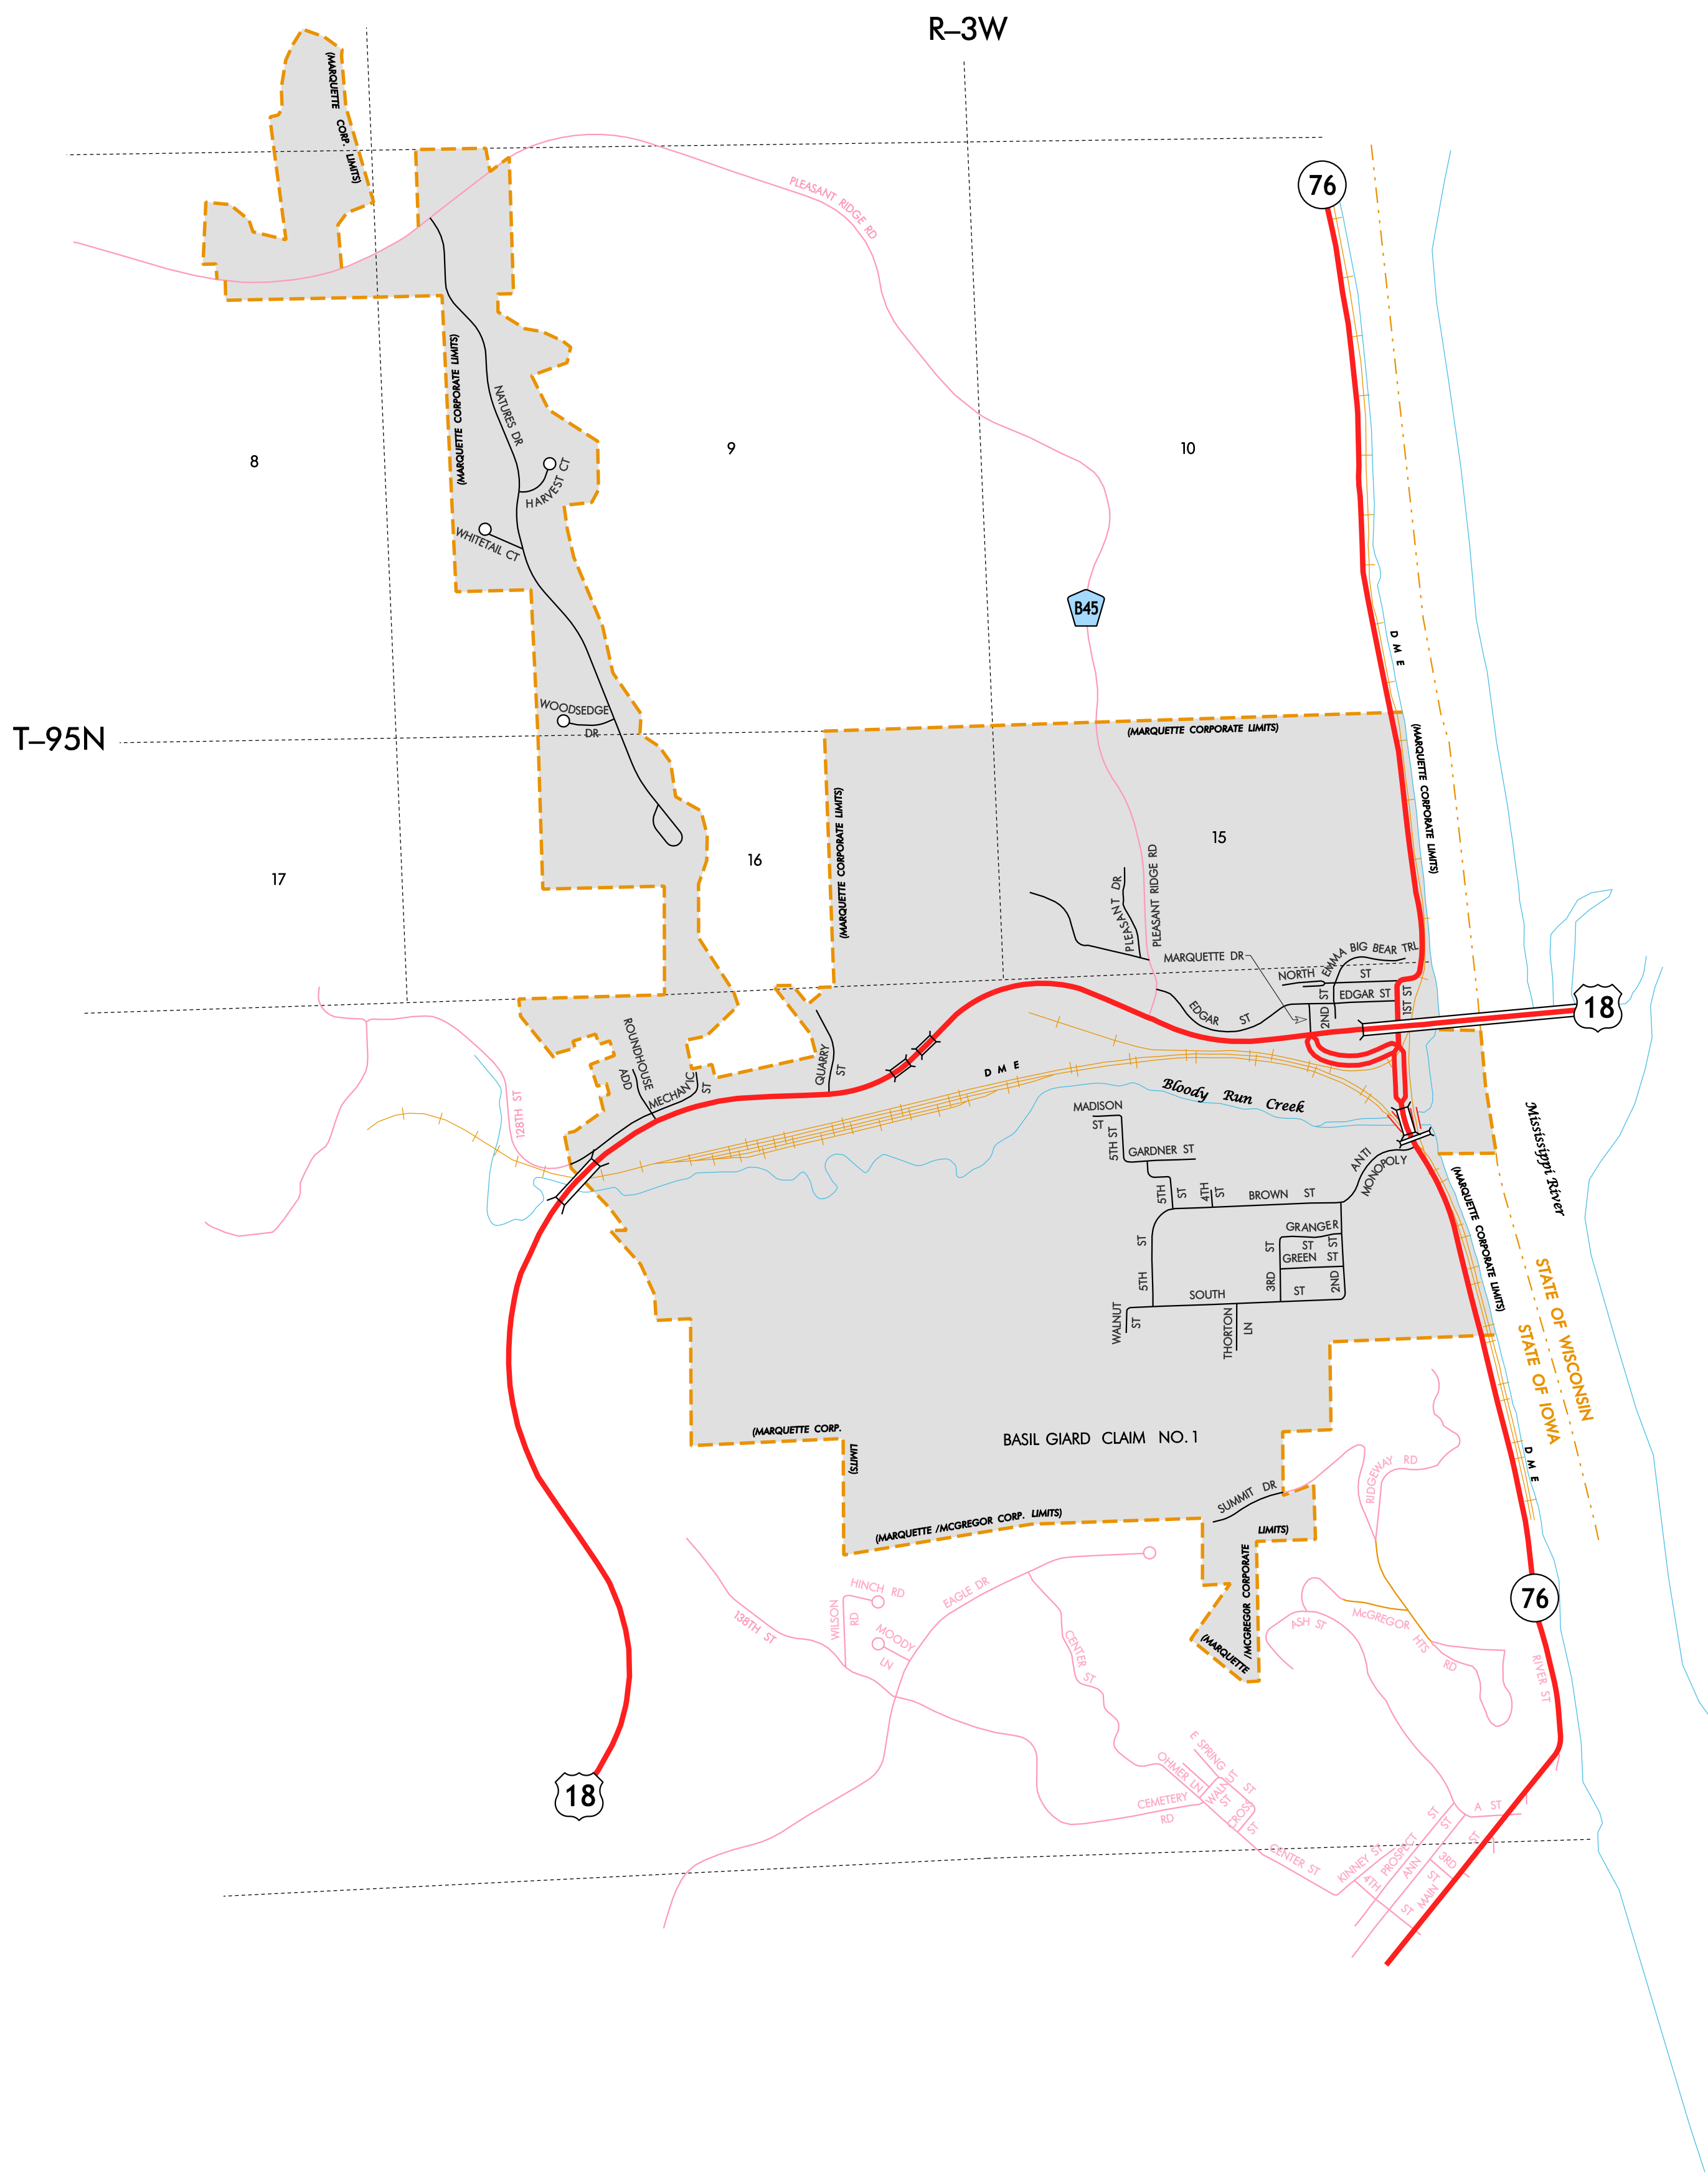 R–3W
(MARQUETTE CORP. LIMITS)
76
PLEASANT RIDGE RD
(MARQUETTE CORPORATE LIMITS)
NATURES DR
8
9
10
HARVEST CT
WHITETAIL CT
B45
D M E
WOODSEDGE
DR
T–95N
(MARQUETTE CORPORATE LIMITS)
(MARQUETTE CORPORATE LIMITS)
(MARQUETTE CORPORATE LIMITS)
15
16
17
PLEASANT DR
PLEASANT RIDGE RD
MARQUETTE DR
BIG BEAR TRL
EMMA ST
NORTH ST
EDGAR ST
EDGAR ST
2ND
1ST ST
18
ROUNDHOUSE
ADD
MECHANIC
ST
QUARRY
ST
D M E
128TH ST
Bloody Run Creek
MADISON
ST
5TH ST
GARDNER ST
ANTI
MONOPOLY
5TH
ST
4TH
ST
BROWN ST
GRANGER
ST
GREEN ST
3RD ST
2ND ST
5TH ST
SOUTH ST
WALNUT
ST
THORTON
LN
Mississippi River
(MARQUETTE CORPORATE LIMITS)
STATE OF WISCONSIN
STATE OF IOWA
(MARQUETTE CORP.
LIMITS)
BASIL GIARD CLAIM NO. 1
D M E
RIDGEWAY RD
SUMMIT DR
(MARQUETTE /MCGREGOR CORP. LIMITS)
(MARQUETTE
/MCGREGOR CORPORATE
LIMITS)
HINCH RD
WILSON
RD
EAGLE DR
138TH ST
MOODY
LN
CENTER ST
76
ASH ST
McGREGOR
HTS
RD
RIVER ST
18
E SPRING ST
OHMER LN
WALNUT
ST
CROSS
ST
CEMETERY
RD
CENTER ST
KINNEY ST
PROSPECT ST
ANN ST
A ST
4TH ST
3RD ST
MAIN ST